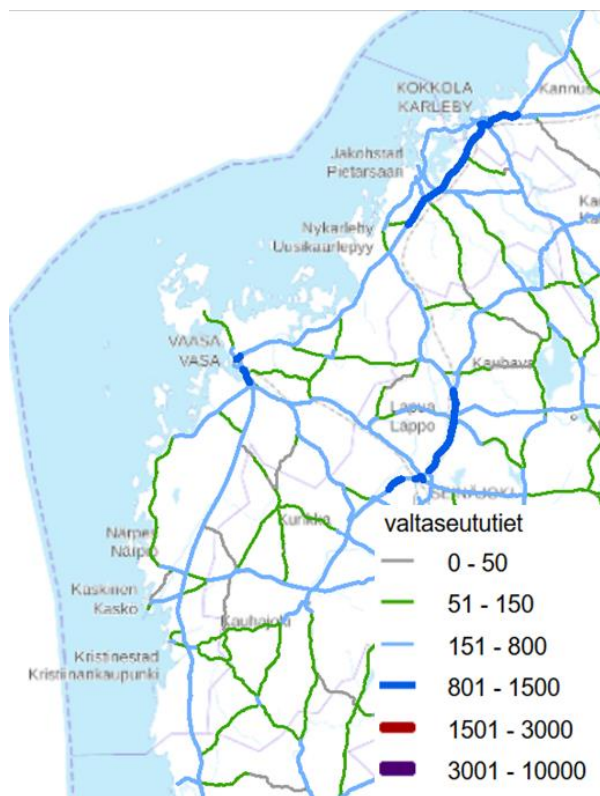 KOKKOLA
KARLEBY
Kannus
Jakobstad
Pietarsaari
Nykarleby
Uusikaarlepyy
VAASA
VASA
Kauhava
Lapua
Lappo
SEINÄJOKI
Kurikka
Närpes
Närpiö
Kaskinen
Kaskö
Kauhajoki
Kristinestad
Kristiinankaupunki
valtaseututiet
0 - 50
51 - 150
151 - 800
801 - 1500
1501 - 3000
3001 - 10000